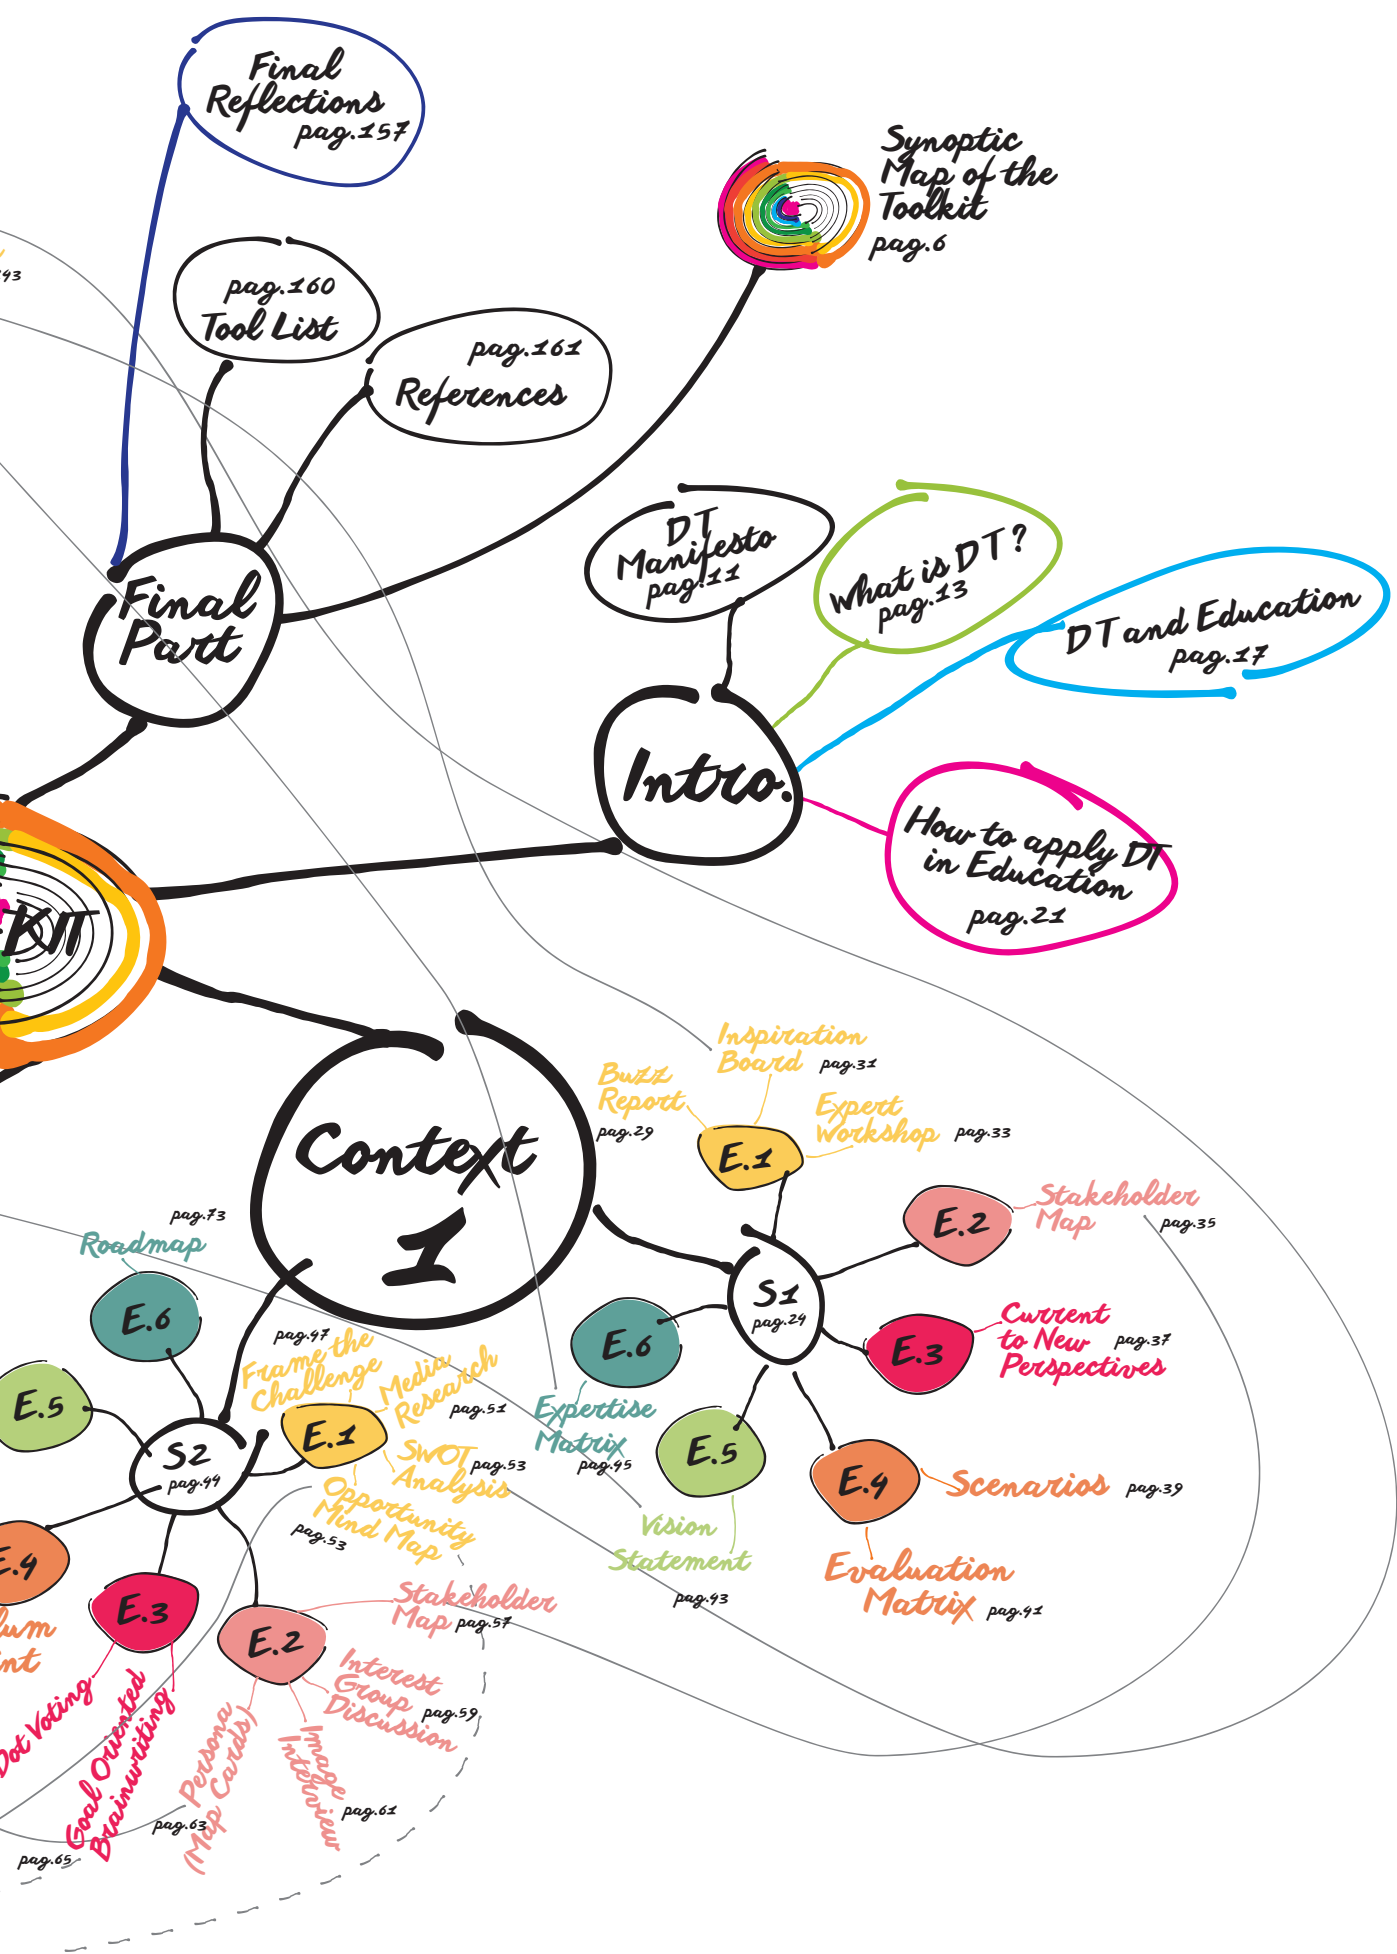 Final
Reflections
pag.157
Synoptic
Map of the
Toolkit
pag.6
pag.160
Tool List
pag.161
References
Final
Part
DT
Manifesto
pag.11
What is DT?
pag.13
DT and Education
pag.17
Intro.
How to apply DT
in Education
pag.21
KIT
Context
1
Inspiration
Board
pag.31
Buzz
Report
pag.29
Expert
Workshop
pag.33
E.1
E.2
Stakeholder
Map
pag.35
S1
pag.24
E.3
Current
to New
Perspectives
pag.37
E.6
Expertise
Matrix
pag.45
E.5
Vision
Statement
pag.43
E.4
Scenarios
pag.39
Evaluation
Matrix
pag.41
pag.73
Roadmap
E.6
E.5
S2
pag.44
pag.47
Frame the
Challenge
Media
Research
pag.51
E.1
SWOT
Analysis
pag.53
Opportunity
Mind Map
pag.53
E.4
E.3
Dot Voting
Goal Oriented
Brainwriting
pag.65
E.2
Stakeholder
Map
pag.57
Interest
Group
Discussion
pag.59
Image
Interview
pag.61
Persona
(Map Cards)
pag.63